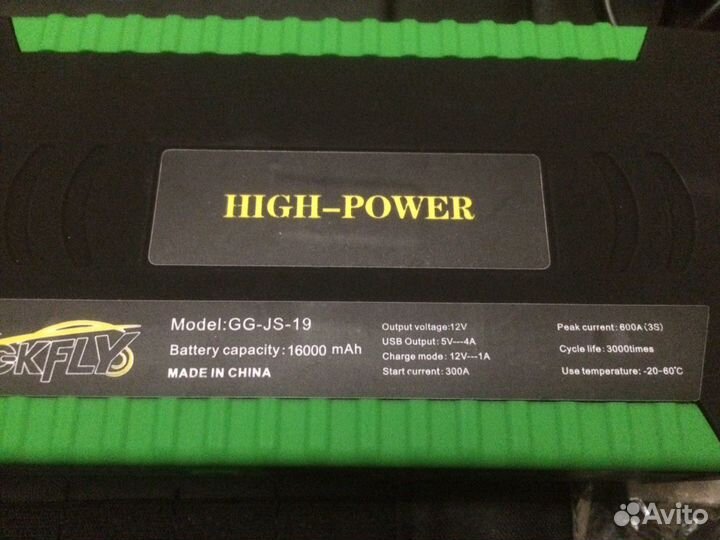 HIGH-POWER
CKFLY
Model:GG-JS-19
Battery capacity: 16000 mAh
MADE IN CHINA
Output voltage:12V
USB Output: 5V---4A
Charge mode: 12V---1A
Start current: 300A
Peak current: 600A(3S)
Cycle life: 3000times
Use temperature: -20-60℃
Avito